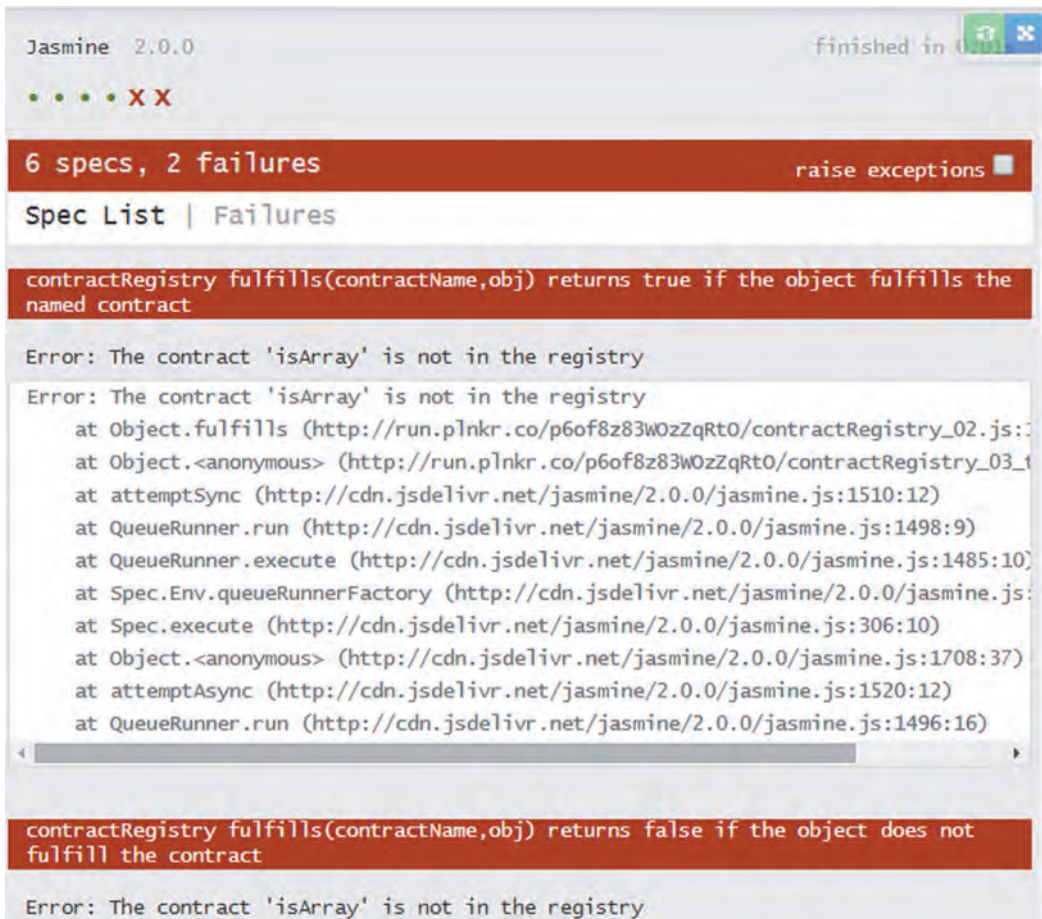 Jasmine 2.0.0 finished in
• • • • X X
6 specs, 2 failures raise exceptions
Spec List | Failures
contractRegistry fulfills(contractName,obj) returns true if the object fulfills the
named contract
Error: The contract 'isArray' is not in the registry
Error: The contract 'isArray' is not in the registry
at Object.fulfills (http://run.plnkr.co/p6of8z83WOzZqRtO/contractRegistry_02.js:
at Object.<anonymous> (http://run.plnkr.co/p6of8z83WOzZqRtO/contractRegistry_03_
at attemptSync (http://cdn.jsdelivr.net/jasmine/2.0.0/jasmine.js:1510:12)
at QueueRunner.run (http://cdn.jsdelivr.net/jasmine/2.0.0/jasmine.js:1498:9)
at QueueRunner.execute (http://cdn.jsdelivr.net/jasmine/2.0.0/jasmine.js:1485:10)
at Spec.Env.queueRunnerFactory (http://cdn.jsdelivr.net/jasmine/2.0.0/jasmine.js:
at Spec.execute (http://cdn.jsdelivr.net/jasmine/2.0.0/jasmine.js:306:10)
at Object.<anonymous> (http://cdn.jsdelivr.net/jasmine/2.0.0/jasmine.js:1708:37)
at attemptAsync (http://cdn.jsdelivr.net/jasmine/2.0.0/jasmine.js:1520:12)
at QueueRunner.run (http://cdn.jsdelivr.net/jasmine/2.0.0/jasmine.js:1496:16)
contractRegistry fulfills(contractName,obj) returns false if the object does not
fulfill the contract
Error: The contract 'isArray' is not in the registry